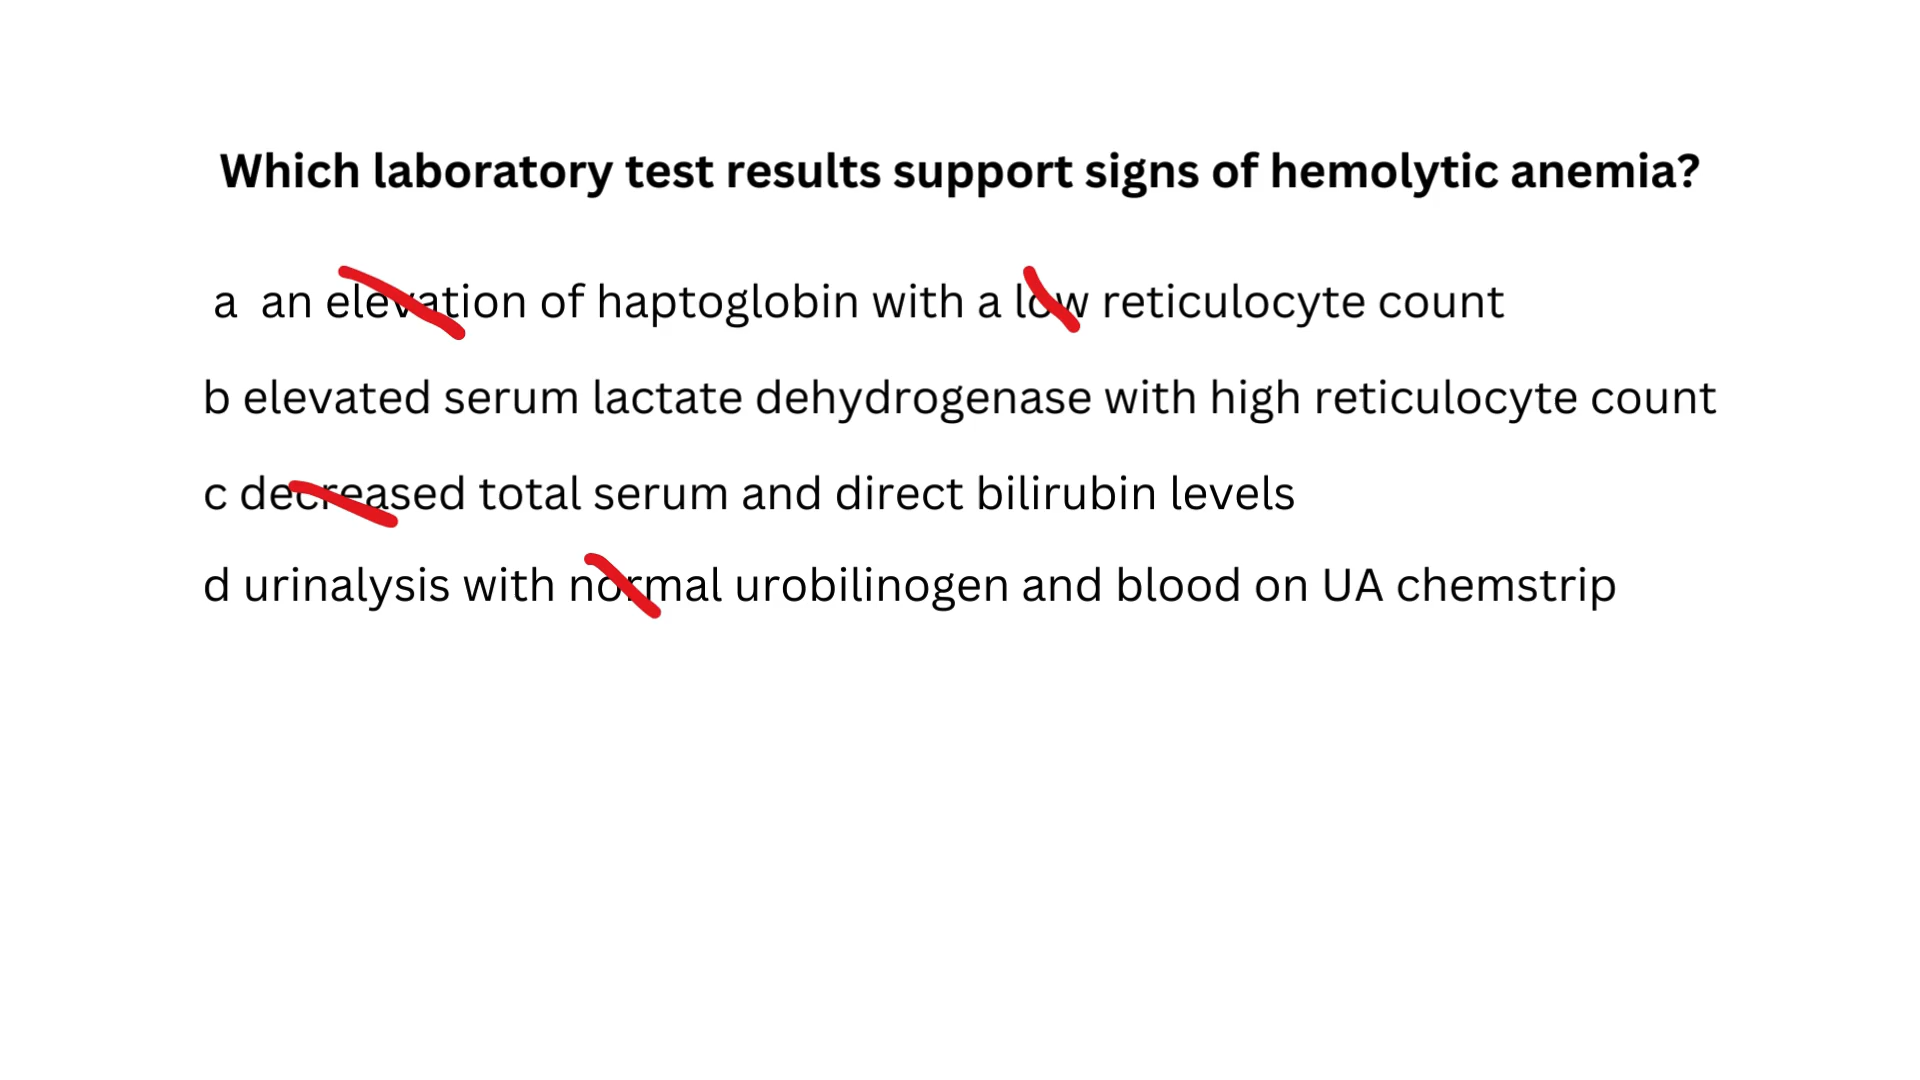 Which laboratory test results support signs of hemolytic anemia?
a an elevation of haptoglobin with a low reticulocyte count
b elevated serum lactate dehydrogenase with high reticulocyte count
c decreased total serum and direct bilirubin levels
d urinalysis with normal urobilinogen and blood on UA chemstrip